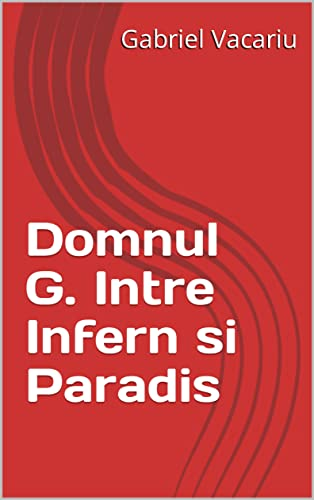 Gabriel Vacariu
Domnul
G. Intre
Infern si
Paradis